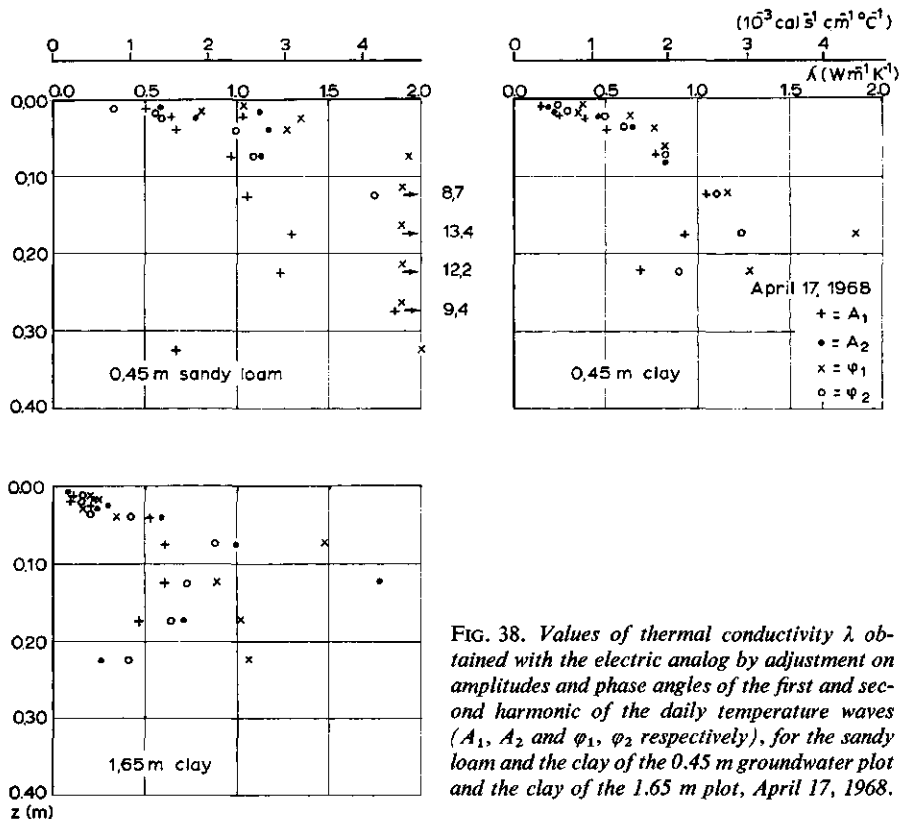 (10⁻³ cal s⁻¹ cm⁻¹ °C⁻¹)
0 1 2 3 4
0 1 2 3 4
λ (Wm⁻¹ K⁻¹)
0 0.5 1.0 1.5 2.0
0 0.5 1.0 1.5 2.0
0.00
0.10
0.20
0.30
0.40
8,7
13,4
12,2
9,4
0,45 m sandy loam
April 17, 1968
+ = A₁
• = A₂
x = φ₁
o = φ₂
0,45 m clay
0.00
0.10
0.20
0.30
0.40
z (m)
1,65 m clay
FIG. 38. Values of thermal conductivity λ ob-
tained with the electric analog by adjustment on
amplitudes and phase angles of the first and sec-
ond harmonic of the daily temperature waves
(A₁, A₂ and φ₁, φ₂ respectively), for the sandy
loam and the clay of the 0.45 m groundwater plot
and the clay of the 1.65 m plot, April 17, 1968.